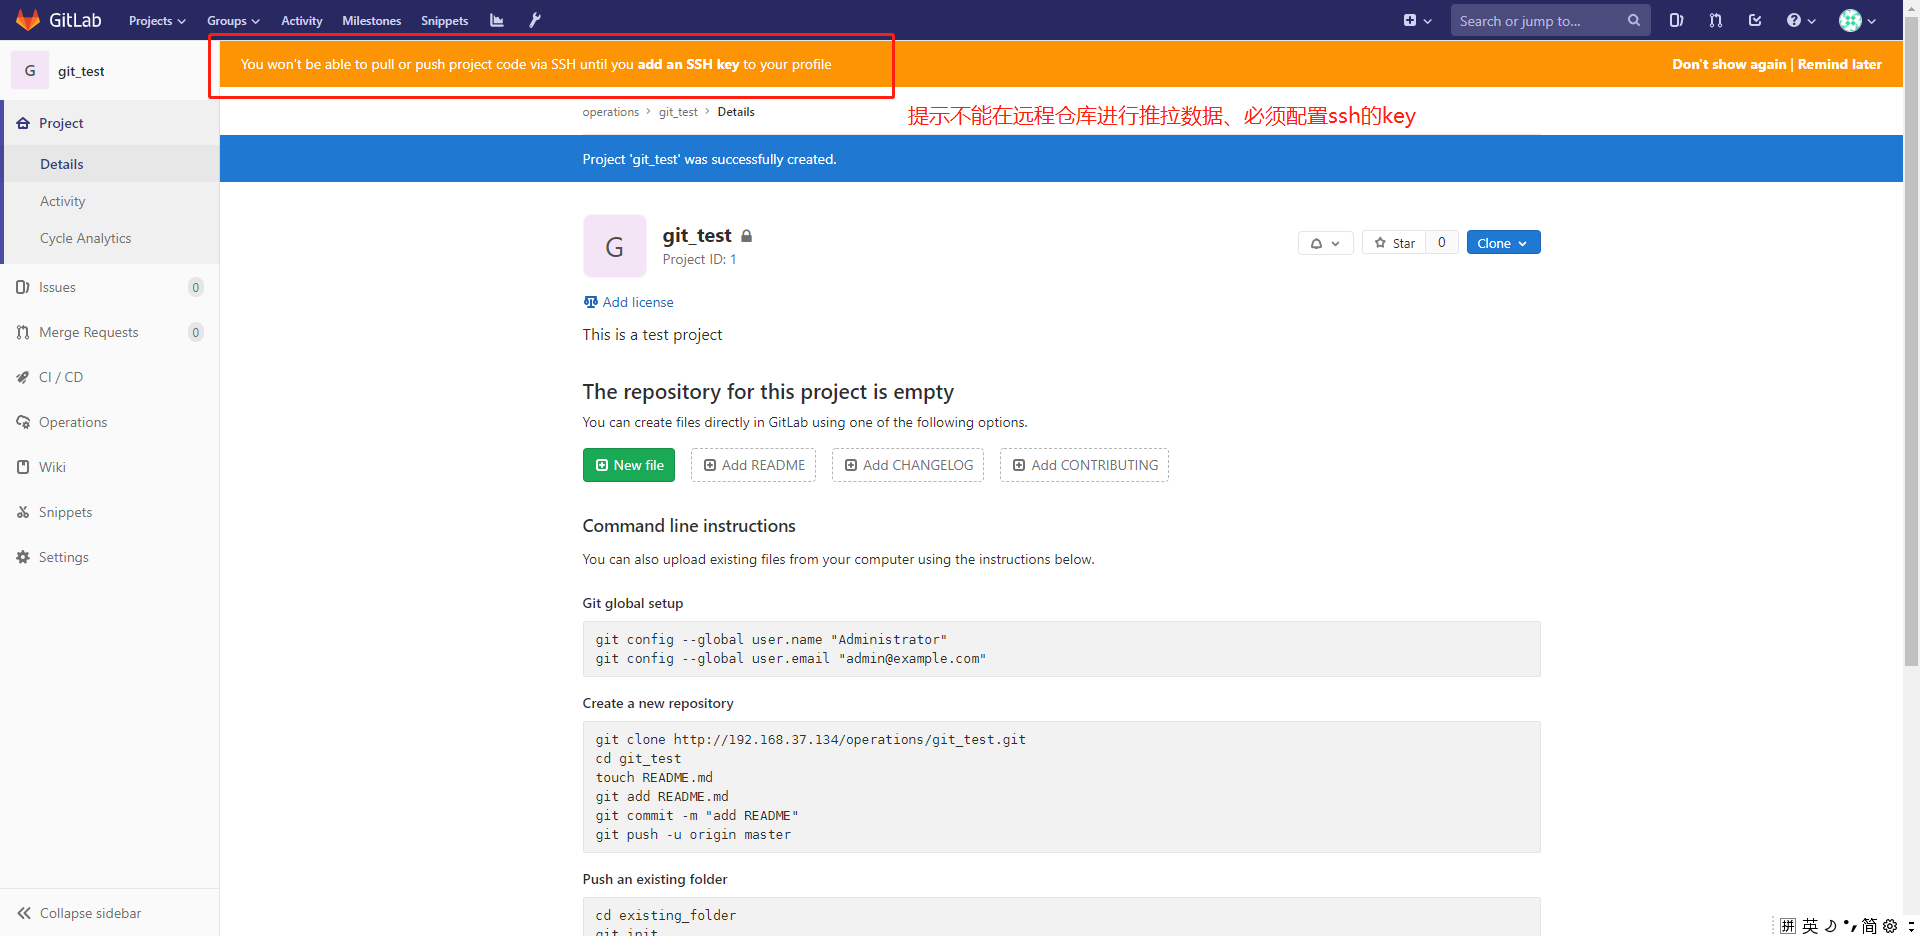 GitLab Projects Groups Activity Milestones Snippets Search or jump to...
G git_test
You won't be able to pull or push project code via SSH until you add an SSH key to your profile Don't show again | Remind later
operations > git_test > Details
提示不能在远程仓库进行推拉数据、必须配置ssh的key
Project 'git_test' was successfully created.
Project
Details
Activity
Cycle Analytics
Issues 0
Merge Requests 0
CI / CD
Operations
Wiki
Snippets
Settings
Collapse sidebar
G git_test
Project ID: 1
Star 0 Clone
Add license
This is a test project
The repository for this project is empty
You can create files directly in GitLab using one of the following options.
New file Add README Add CHANGELOG Add CONTRIBUTING
Command line instructions
You can also upload existing files from your computer using the instructions below.
Git global setup
git config --global user.name "Administrator"
git config --global user.email "admin@example.com"
Create a new repository
git clone http://192.168.37.134/operations/git_test.git
cd git_test
touch README.md
git add README.md
git commit -m "add README"
git push -u origin master
Push an existing folder
cd existing_folder
git init
拼 英 简